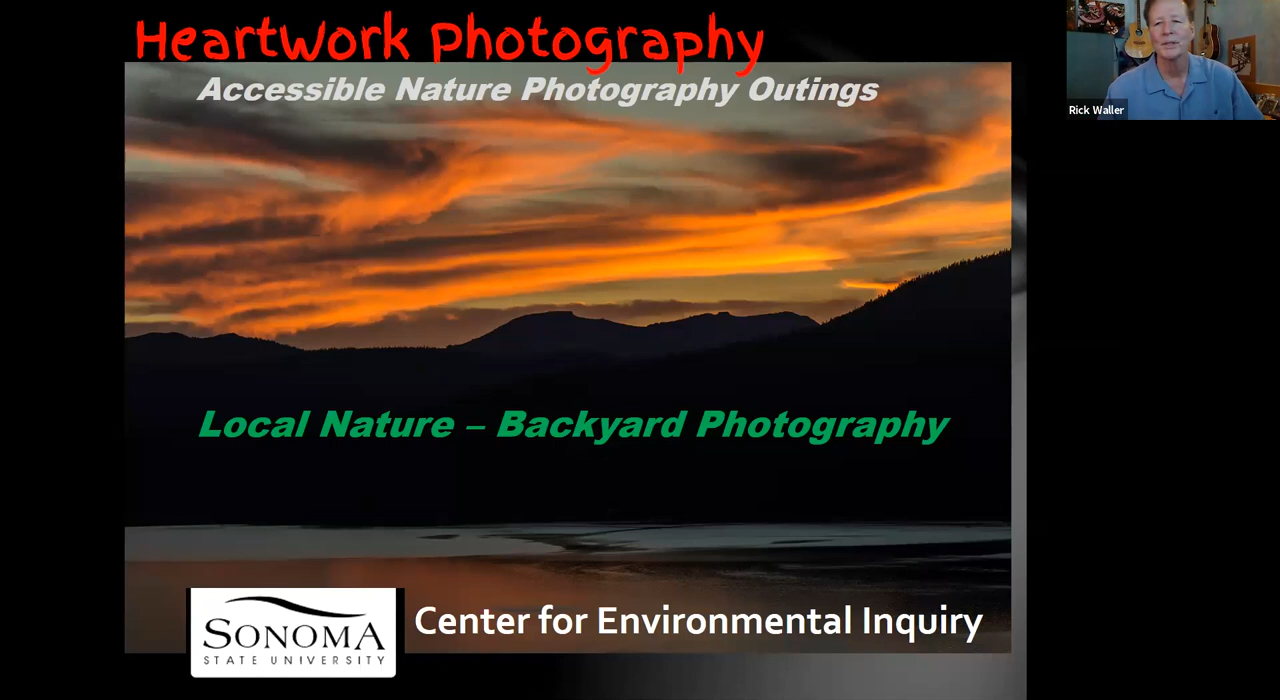 HeartWork Photography
Accessible Nature Photography Outings
Rick Waller
Local Nature – Backyard Photography
SONOMA
STATE UNIVERSITY
Center for Environmental Inquiry